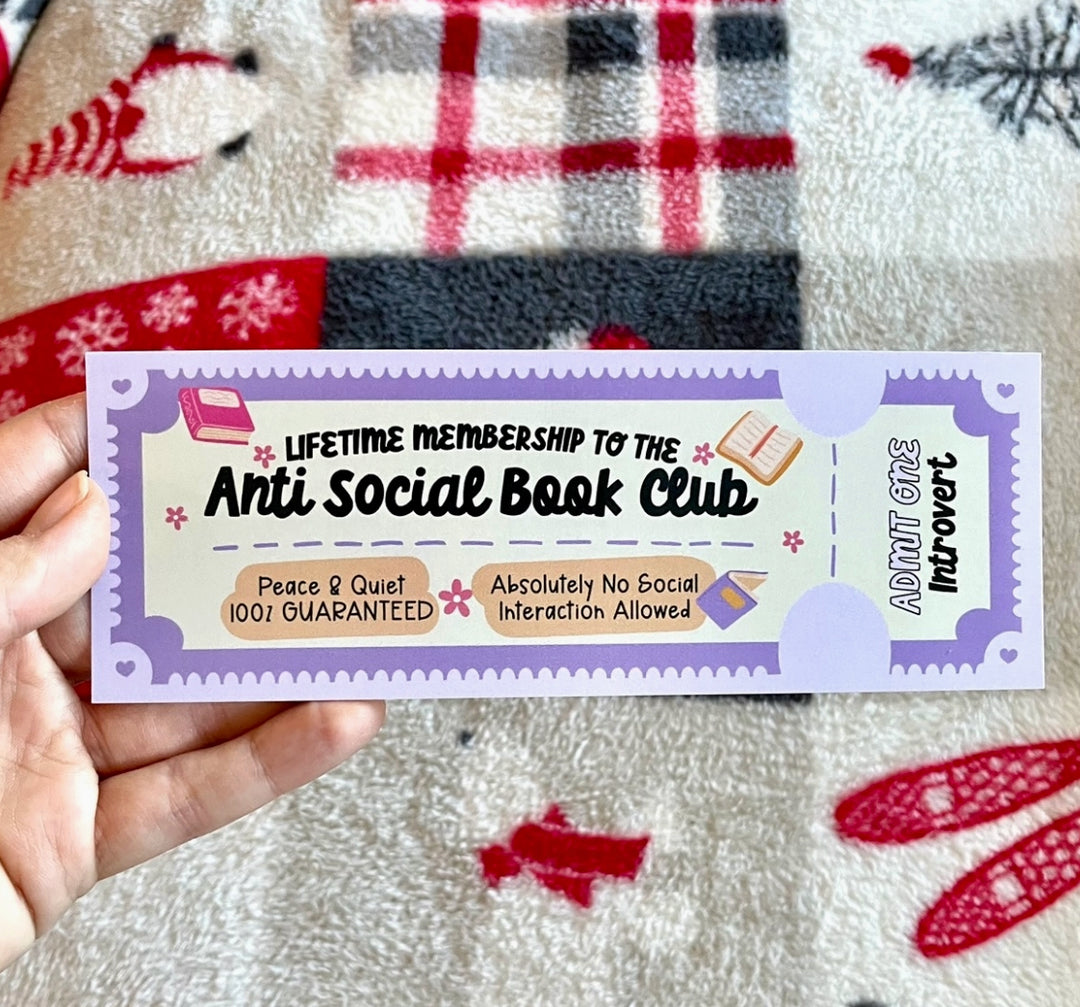 LIFETIME MEMBERSHIP TO THE
Anti Social Book Club
Peace & Quiet
100% GUARANTEED
Absolutely No Social
Interaction Allowed
ADMIT ONE
Introvert